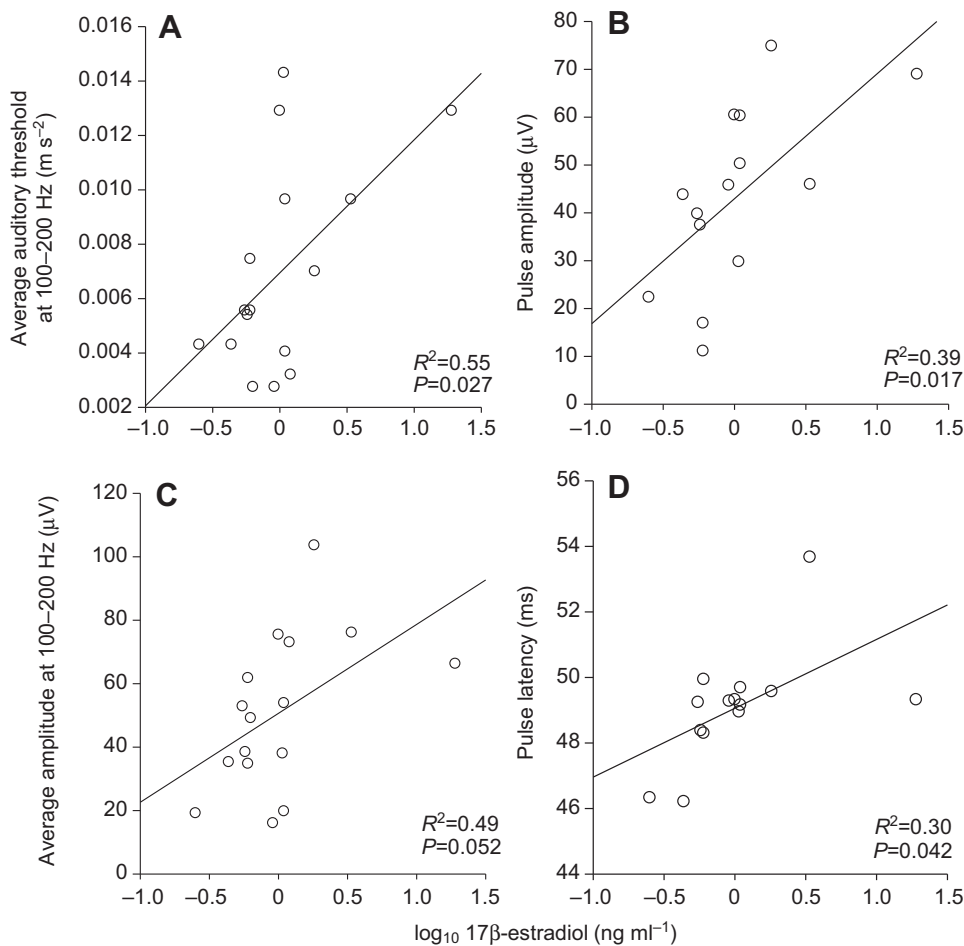 A
Average auditory threshold
at 100–200 Hz (m s–2)
0.016
0.014
0.012
0.010
0.008
0.006
0.004
0.002
–1.0 –0.5 0 0.5 1.0 1.5
R2=0.55
P=0.027
B
Pulse amplitude (μV)
80
70
60
50
40
30
20
10
0
–1.0 –0.5 0 0.5 1.0 1.5
R2=0.39
P=0.017
C
Average amplitude at 100–200 Hz (μV)
120
100
80
60
40
20
0
–1.0 –0.5 0 0.5 1.0 1.5
R2=0.49
P=0.052
D
Pulse latency (ms)
56
54
52
50
48
46
44
–1.0 –0.5 0 0.5 1.0 1.5
R2=0.30
P=0.042
log10 17β-estradiol (ng ml–1)